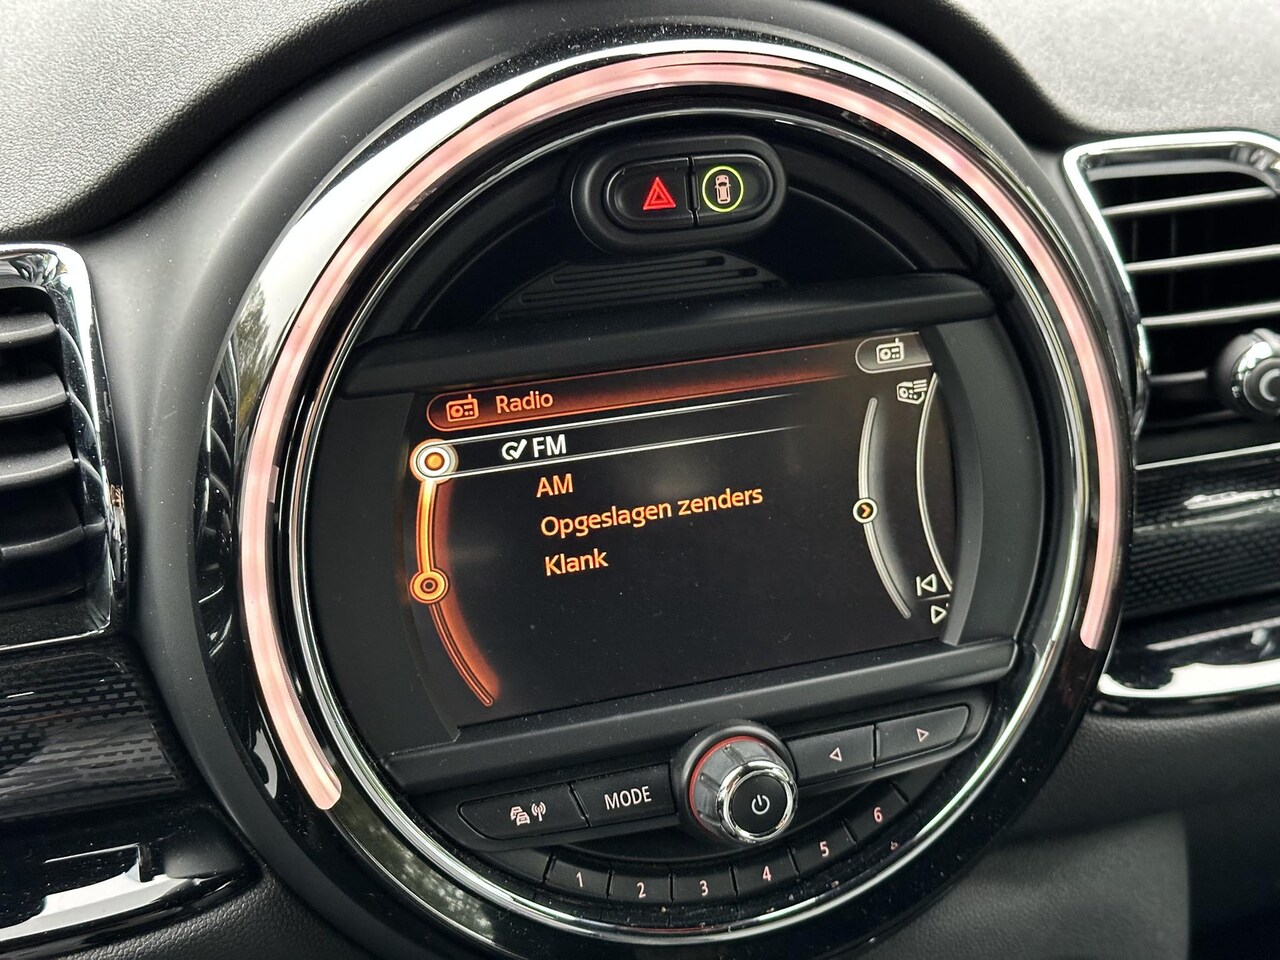 Radio
FM
AM
Opgeslagen zenders
Klank
MODE
1 2 3 4 5 6